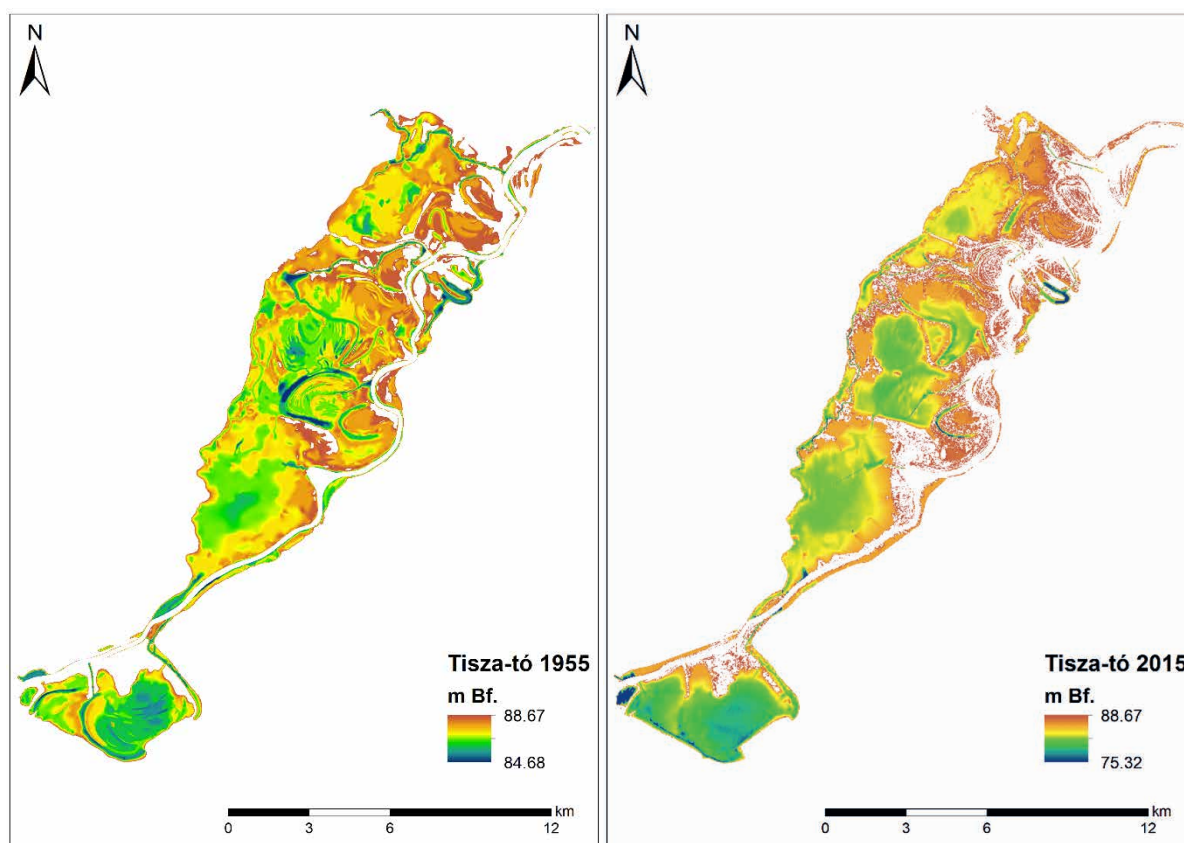 N
Tisza-tó 1955
m Bf.
88.67
84.68
km
0 3 6 12
N
Tisza-tó 2015
m Bf.
88.67
75.32
km
0 3 6 12